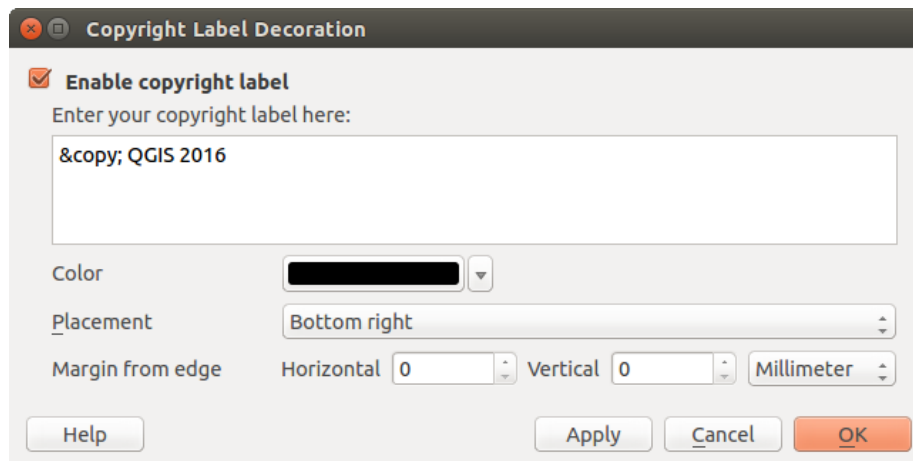 Copyright Label Decoration
Enable copyright label
Enter your copyright label here:
&copy; QGIS 2016
Color
Placement Bottom right
Margin from edge Horizontal 0 Vertical 0 Millimeter
Help Apply Cancel OK